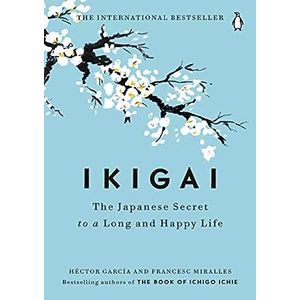 THE INTERNATIONAL BESTSELLER
IKIGAI
The Japanese Secret
to a Long and Happy Life
HÉCTOR GARCÍA AND FRANCESC MIRALLES
Bestselling authors of THE BOOK OF ICHIGO ICHIE